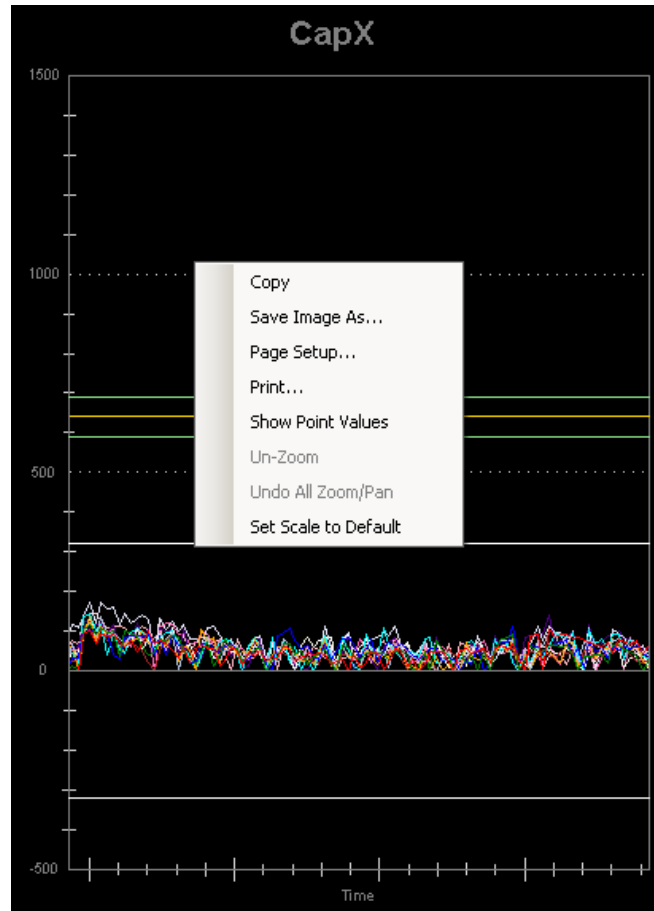 CapX
1500
1000
Copy
Save Image As...
Page Setup...
Print...
Show Point Values
500
Un-Zoom
Undo All Zoom/Pan
Set Scale to Default
0
-500
Time